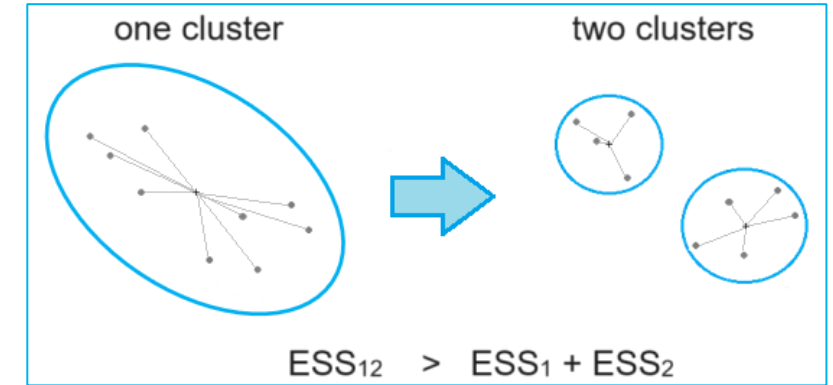 one cluster two clusters
ESS₁₂ > ESS₁ + ESS₂